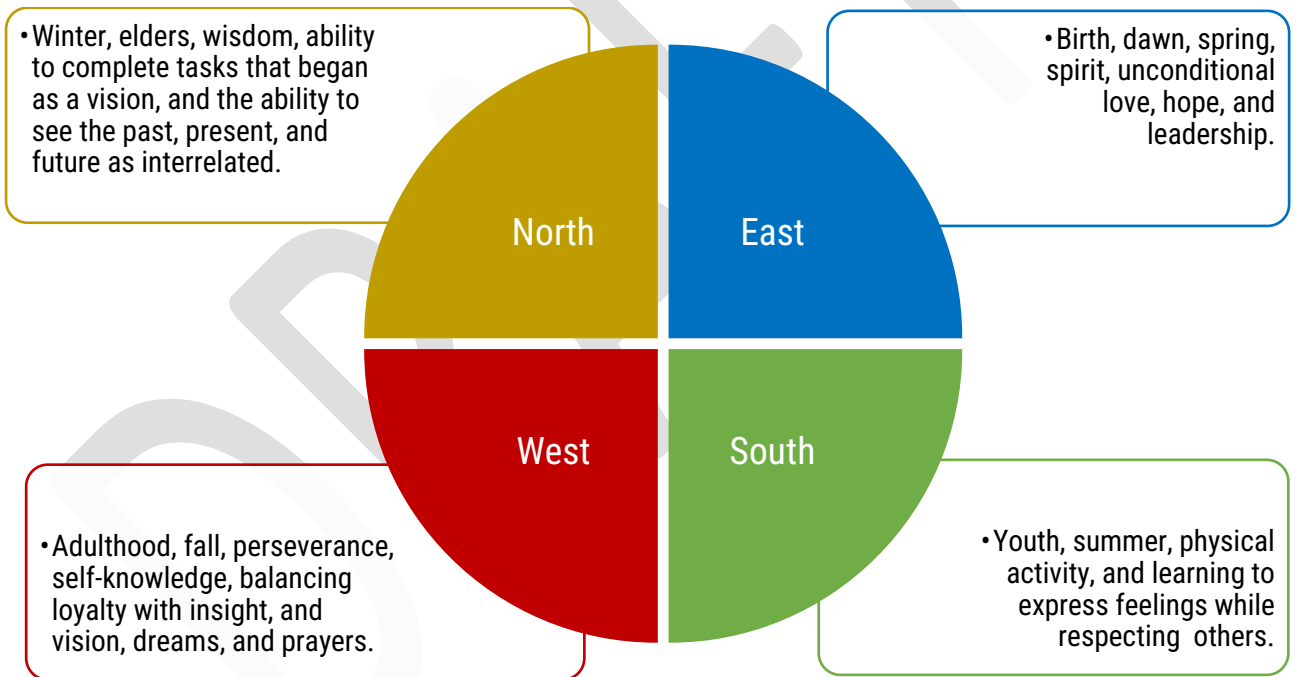 •Winter, elders, wisdom, ability
to complete tasks that began
as a vision, and the ability to
see the past, present, and
future as interrelated.
•Birth, dawn, spring,
spirit, unconditional
love, hope, and
leadership.
North
East
West
South
•Adulthood, fall, perseverance,
self-knowledge, balancing
loyalty with insight, and
vision, dreams, and prayers.
•Youth, summer, physical
activity, and learning to
express feelings while
respecting  others.